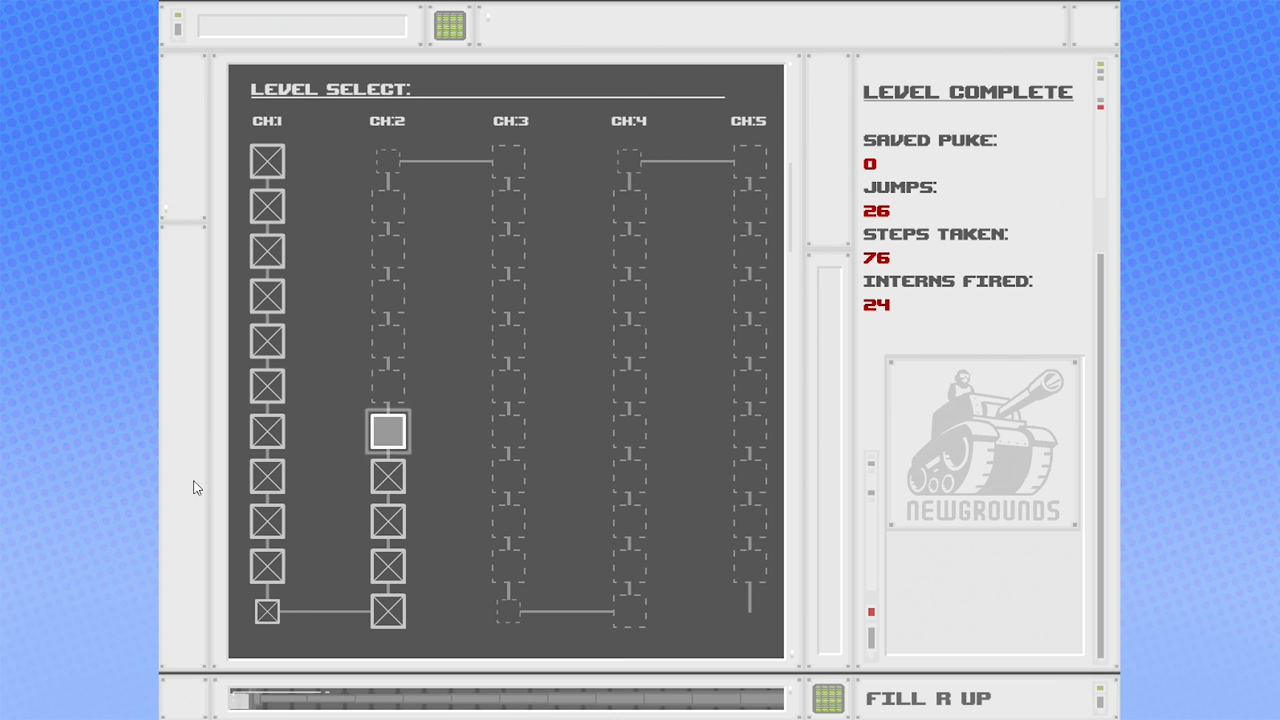 LEVEL SELECT:
CH:1 CH:2 CH:3 CH:4 CH:5
LEVEL COMPLETE
SAVED PUKE:
0
JUMPS:
26
STEPS TAKEN:
76
INTERNS FIRED:
24
NEWGROUNDS
FILL R UP